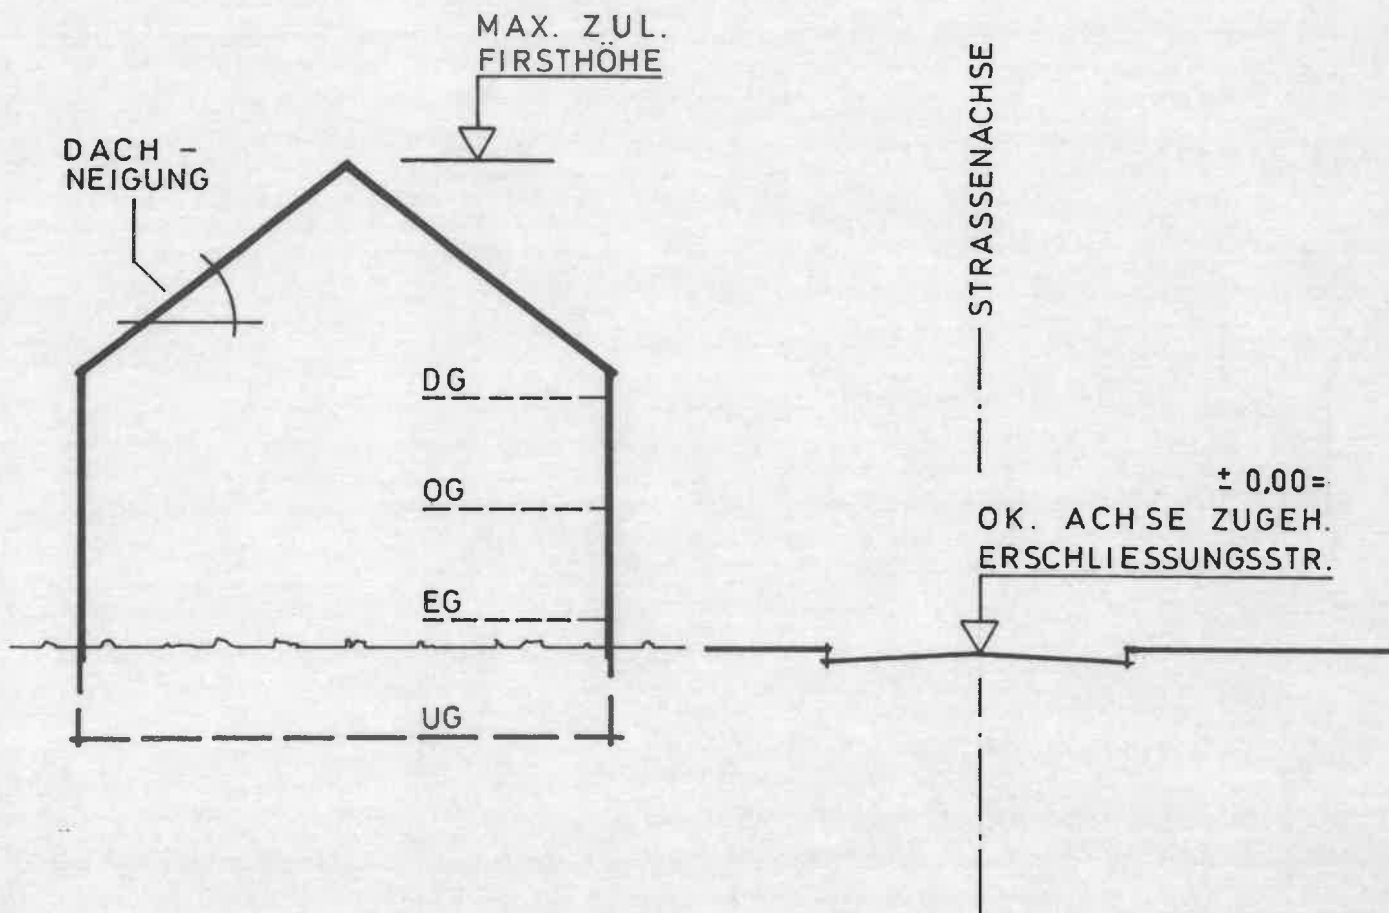 MAX. ZUL.
FIRSTHÖHE
DACH -
NEIGUNG
STRASSENACHSE
DG
OG
± 0,00=
OK. ACHSE ZUGEH.
ERSCHLIESSUNGSSTR.
EG
UG